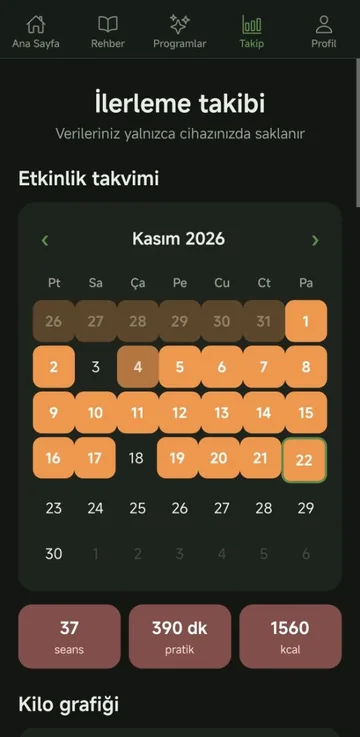 Ana Sayfa Rehber Programlar Takip Profil
İlerleme takibi
Verileriniz yalnızca cihazınızda saklanır
Etkinlik takvimi
‹ Kasım 2026 ›
Pt Sa Ça Pe Cu Ct Pa
26 27 28 29 30 31 1
2 3 4 5 6 7 8
9 10 11 12 13 14 15
16 17 18 19 20 21 22
23 24 25 26 27 28 29
30 1 2 3 4 5 6
37 390 dk 1560
seans pratik kcal
Kilo grafiği